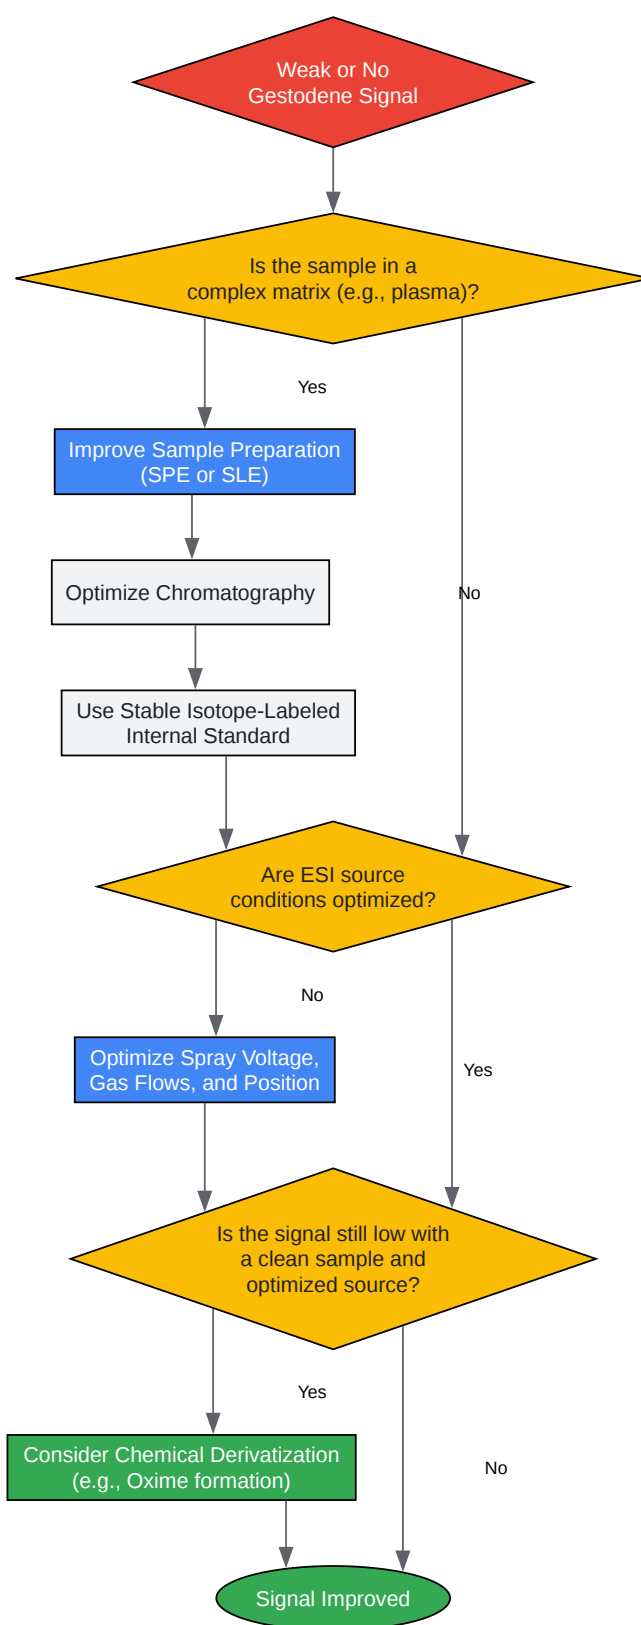 Weak or No
Gestodene Signal
Is the sample in a
complex matrix (e.g., plasma)?
Yes
Improve Sample Preparation
(SPE or SLE)
Optimize Chromatography
No
Use Stable Isotope-Labeled
Internal Standard
Are ESI source
conditions optimized?
No
Optimize Spray Voltage,
Gas Flows, and Position
Yes
Is the signal still low with
a clean sample and
optimized source?
Yes
Consider Chemical Derivatization
(e.g., Oxime formation)
No
Signal Improved